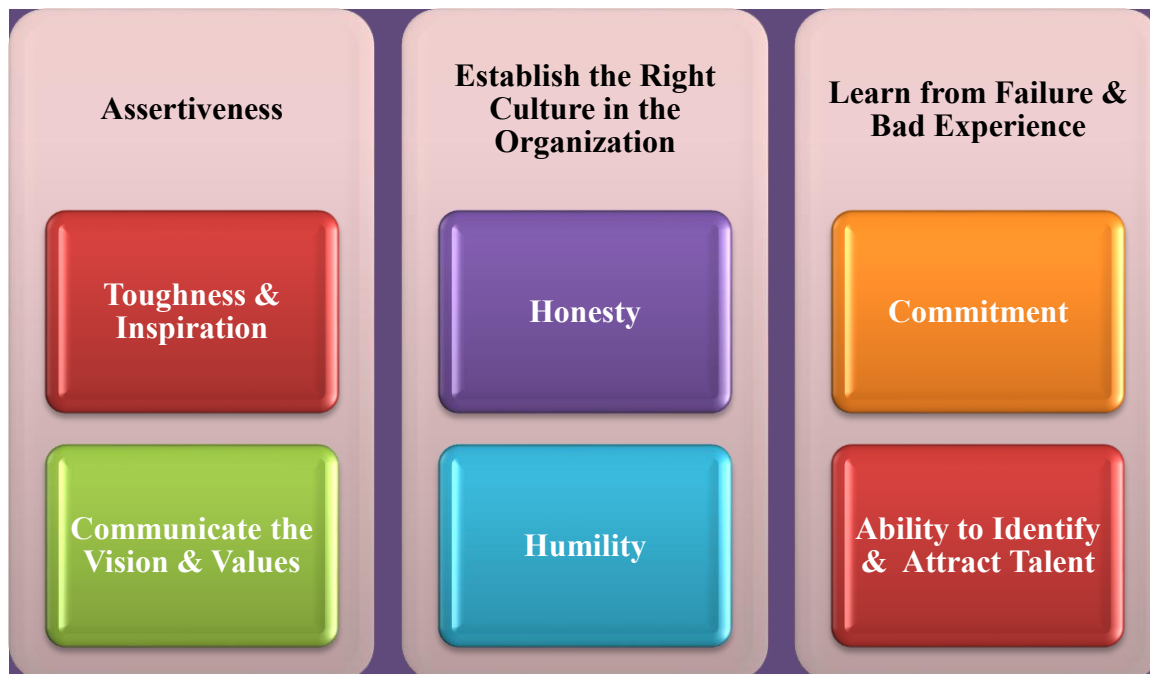 Assertiveness
Toughness &
Inspiration
Communicate the
Vision & Values
Establish the Right
Culture in the
Organization
Honesty
Humility
Learn from Failure &
Bad Experience
Commitment
Ability to Identify
&  Attract Talent